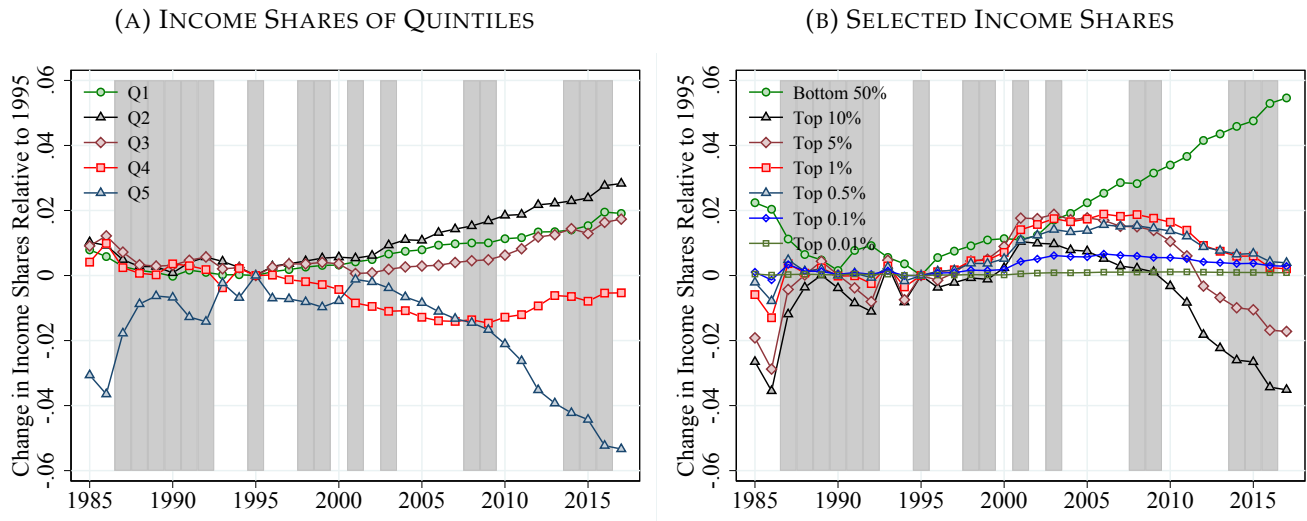 (A) INCOME SHARES OF QUINTILES
Change in Income Shares Relative to 1995
.06
.04
.02
0
-.02
-.04
-.06
Q1
Q2
Q3
Q4
Q5
1985 1990 1995 2000 2005 2010 2015
(B) SELECTED INCOME SHARES
Change in Income Shares Relative to 1995
.06
.04
.02
0
-.02
-.04
-.06
Bottom 50%
Top 10%
Top 5%
Top 1%
Top 0.5%
Top 0.1%
Top 0.01%
1985 1990 1995 2000 2005 2010 2015